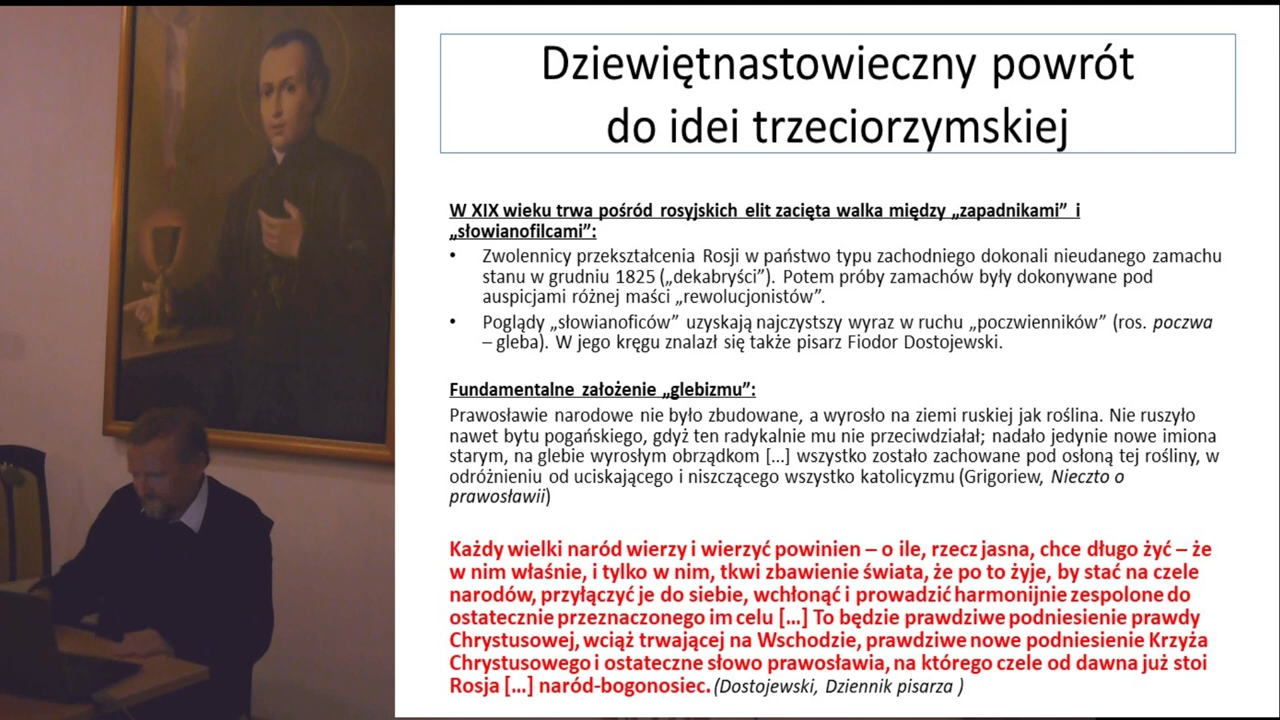 Dziewiętnastowieczny powrót
do idei trzeciorzymskiej
W XIX wieku trwa pośród rosyjskich elit zacięta walka między „zapadnikami” i
„słowianofilcami”:
• Zwolennicy przekształcenia Rosji w państwo typu zachodniego dokonali nieudanego zamachu
stanu w grudniu 1825 („dekabryści”). Potem próby zamachów były dokonywane pod
auspicjami różnej maści „rewolucjonistów”.
• Poglądy „słowianoficów” uzyskają najczystszy wyraz w ruchu „poczwienników” (ros. poczwa
– gleba). W jego kręgu znalazł się także pisarz Fiodor Dostojewski.
Fundamentalne założenie „glebizmu”:
Prawosławie narodowe nie było zbudowane, a wyrosło na ziemi ruskiej jak roślina. Nie ruszyło
nawet bytu pogańskiego, gdyż ten radykalnie mu nie przeciwdziałał; nadało jedynie nowe imiona
starym, na glebie wyrosłym obrządkom [...] wszystko zostało zachowane pod osłoną tej rośliny, w
odróżnieniu od uciskającego i niszczącego wszystko katolicyzmu (Grigoriew, Nieczto o
prawosławii)
Każdy wielki naród wierzy i wierzyć powinien – o ile, rzecz jasna, chce długo żyć – że
w nim właśnie, i tylko w nim, tkwi zbawienie świata, że po to żyje, by stać na czele
narodów, przyłączyć je do siebie, wchłonąć i prowadzić harmonijnie zespolone do
ostatecznie przeznaczonego im celu [...] To będzie prawdziwe podniesienie prawdy
Chrystusowej, wciąż trwającej na Wschodzie, prawdziwe nowe podniesienie Krzyża
Chrystusowego i ostateczne słowo prawosławia, na którego czele od dawna już stoi
Rosja [...] naród-bogonosiec. (Dostojewski, Dziennik pisarza )